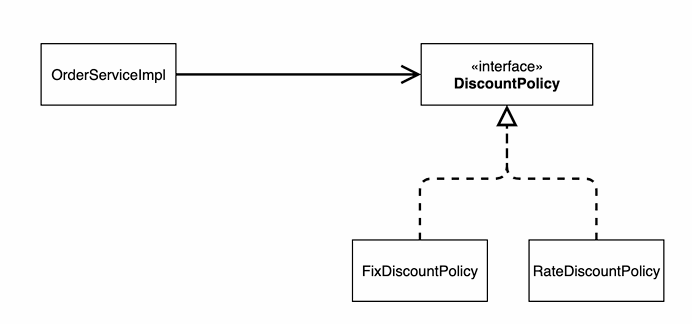 OrderServiceImpl
«interface»
DiscountPolicy
FixDiscountPolicy
RateDiscountPolicy